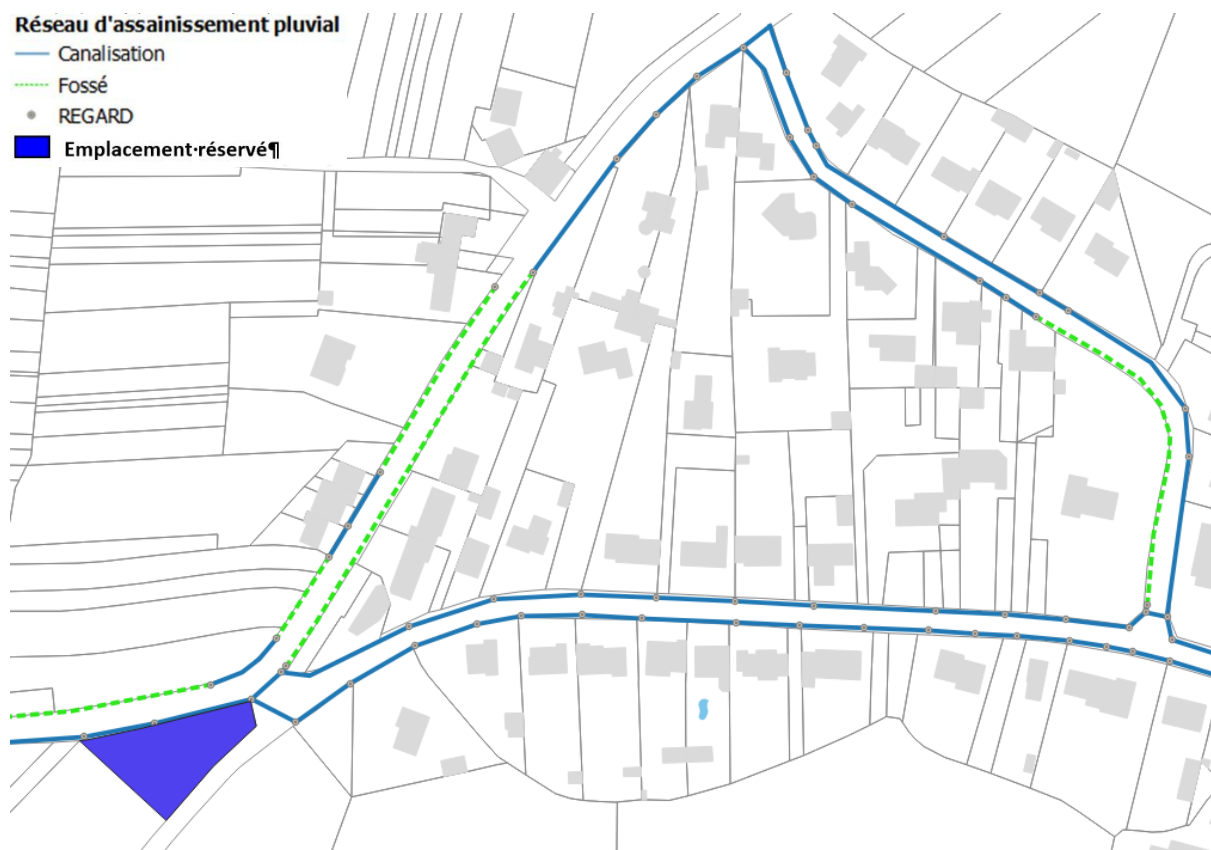 Réseau d'assainissement pluvial
Canalisation
Fossé
REGARD
Emplacement·réservé¶